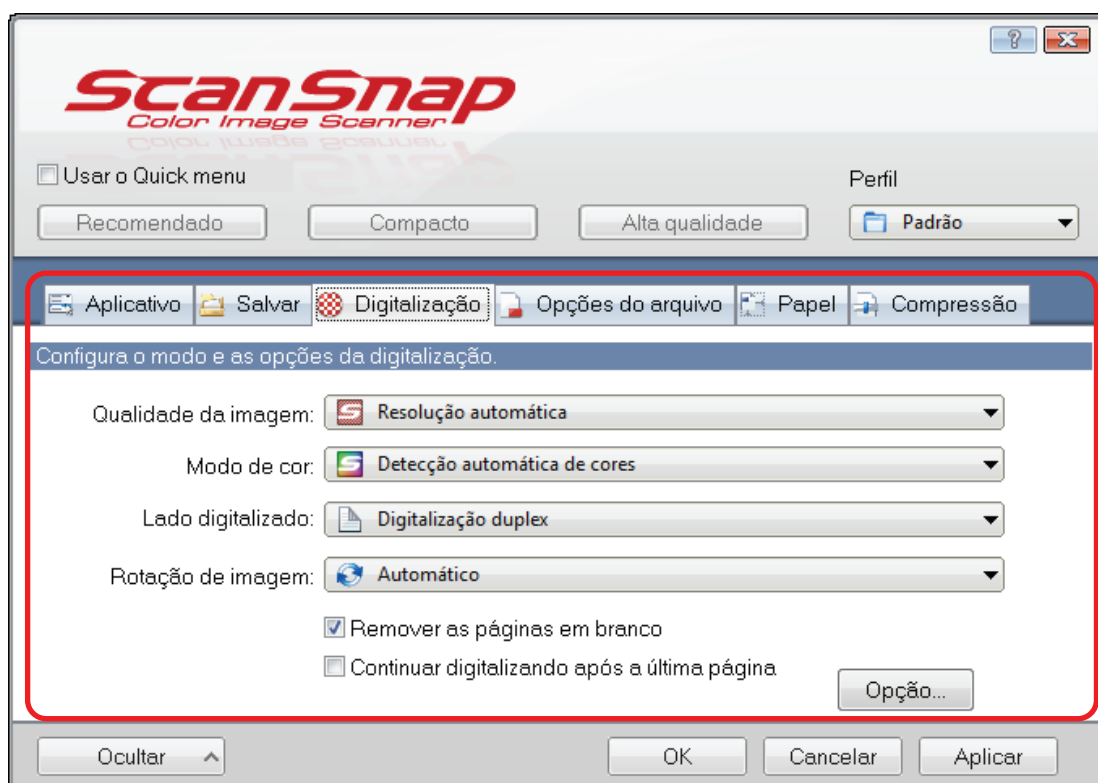 ?
ScanSnap
Color Image Scanner
Usar o Quick menu
Perfil
Recomendado Compacto Alta qualidade Padrão
Aplicativo Salvar Digitalização Opções do arquivo Papel Compressão
Configura o modo e as opções da digitalização.
Qualidade da imagem: Resolução automática
Modo de cor: Detecção automática de cores
Lado digitalizado: Digitalização duplex
Rotação de imagem: Automático
Remover as páginas em branco
Continuar digitalizando após a última página
Opção...
Ocultar OK Cancelar Aplicar